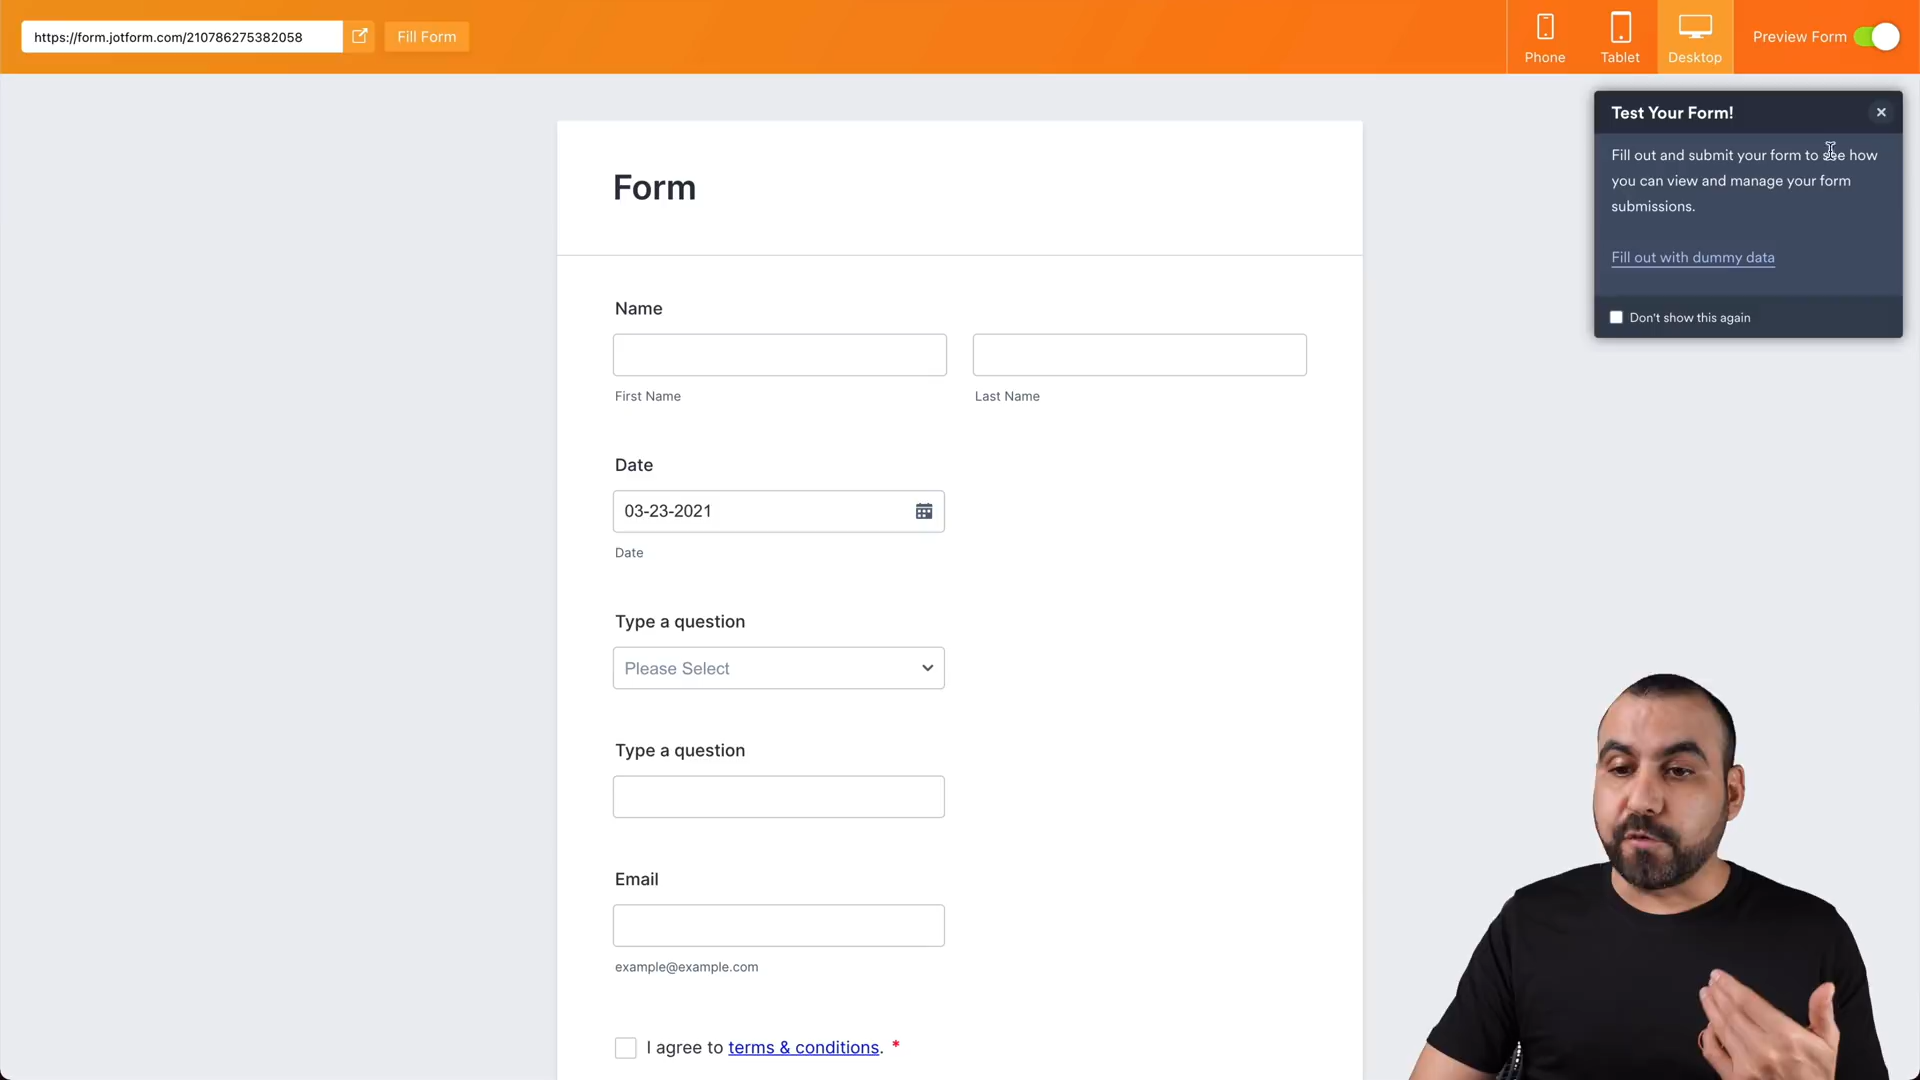 https://form.jotform.com/210786275382058
Fill Form
Phone
Tablet
Desktop
Preview Form
Test Your Form!
Fill out and submit your form to see how
you can view and manage your form
submissions.
Fill out with dummy data
Don't show this again
Form
Name
First Name
Last Name
Date
03-23-2021
Date
Type a question
Please Select
Type a question
Email
example@example.com
I agree to terms & conditions. *